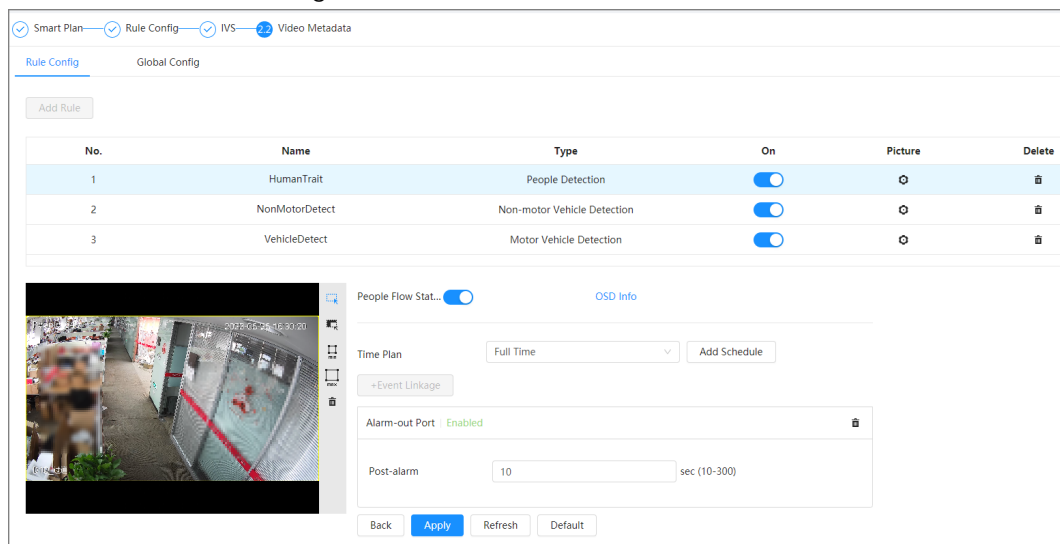 Smart Plan Rule Config IVS 2.2 Video Metadata
Rule Config Global Config
Add Rule
No. Name Type On Picture Delete
1 HumanTrait People Detection
2 NonMotorDetect Non-motor Vehicle Detection
3 VehicleDetect Motor Vehicle Detection
People Flow Stat... OSD Info
min
max
Time Plan Full Time Add Schedule
+Event Linkage
Alarm-out Port Enabled
Post-alarm 10 sec (10-300)
Back Apply Refresh Default